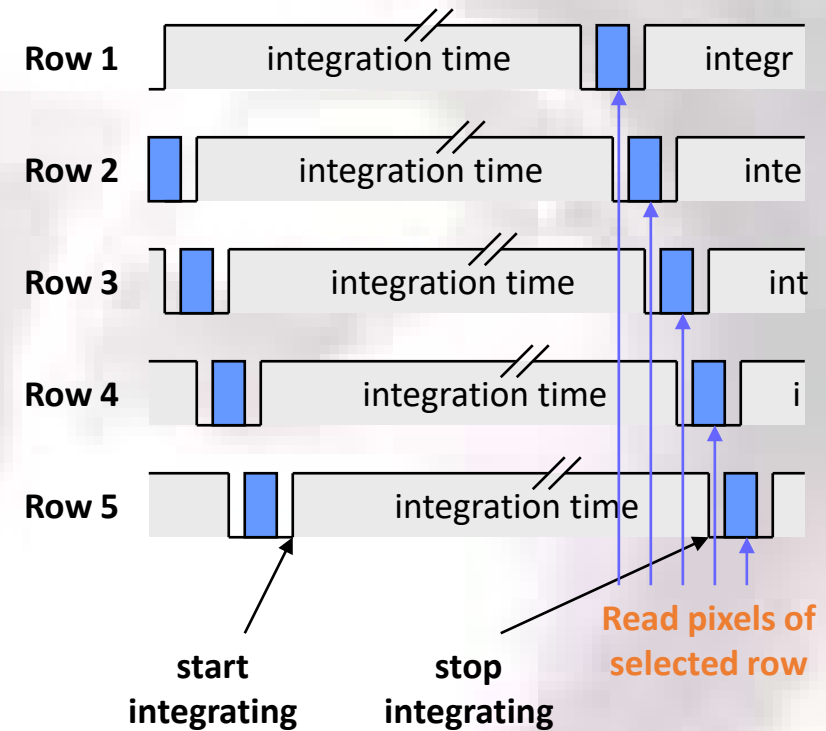 Row 1
integration time
integr
Row 2
integration time
inte
Row 3
integration time
int
Row 4
integration time
i
Row 5
integration time
Read pixels of
selected row
start
integrating
stop
integrating